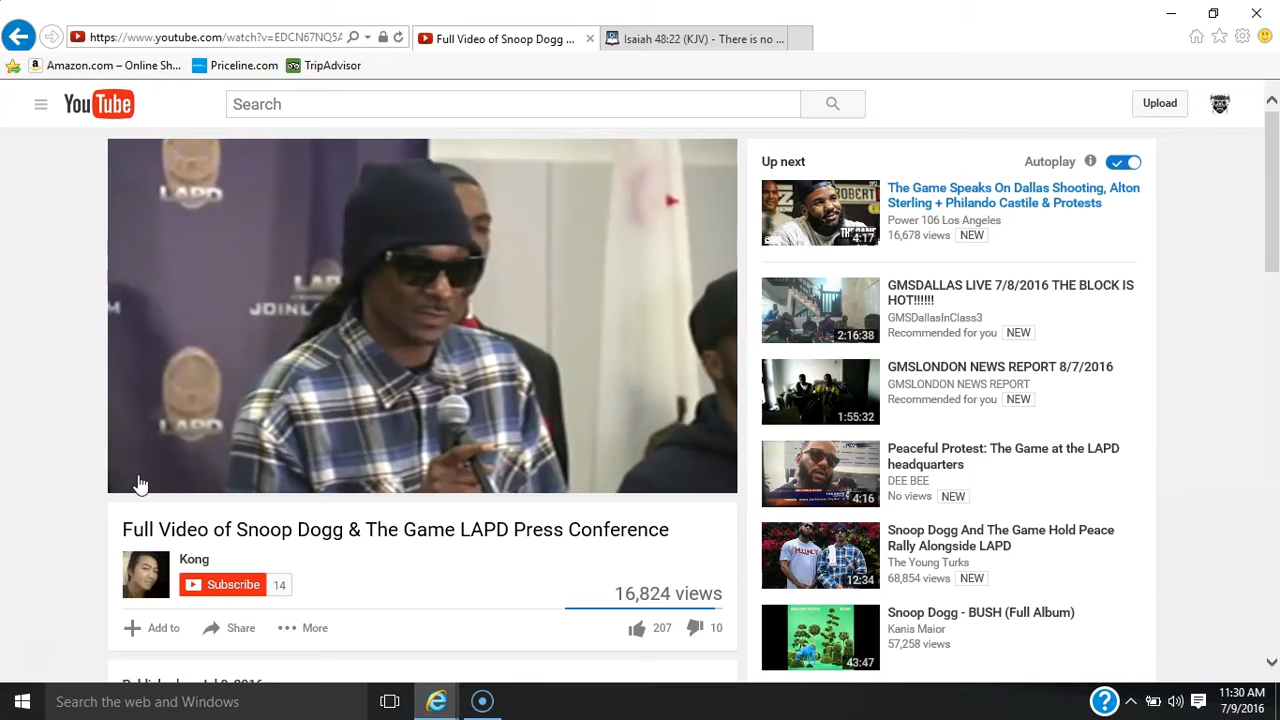 https://www.youtube.com/watch?v=EDCN67NQ5A
Full Video of Snoop Dogg ...
Isaiah 48:22 (KJV) - There is no ...
Amazon.com – Online Sh...
Priceline.com
TripAdvisor
YouTube
Search
Upload
LAPD
LAPD
JOINL
LAPD
M
Up next
Autoplay
The Game Speaks On Dallas Shooting, Alton
Sterling + Philando Castile & Protests
Power 106 Los Angeles
16,678 views NEW
4:17
GMSDALLAS LIVE 7/8/2016 THE BLOCK IS
HOT!!!!!!
GMSDallasInClass3
Recommended for you NEW
2:16:38
GMSLONDON NEWS REPORT 8/7/2016
GMSLONDON NEWS REPORT
Recommended for you NEW
1:55:32
Peaceful Protest: The Game at the LAPD
headquarters
DEE BEE
No views NEW
4:16
Snoop Dogg And The Game Hold Peace
Rally Alongside LAPD
The Young Turks
68,854 views NEW
12:34
Snoop Dogg - BUSH (Full Album)
Kanis Maior
57,258 views
43:47
Full Video of Snoop Dogg & The Game LAPD Press Conference
Kong
Subscribe 14
16,824 views
Add to Share More
207 10
Search the web and Windows
11:30 AM
7/9/2016